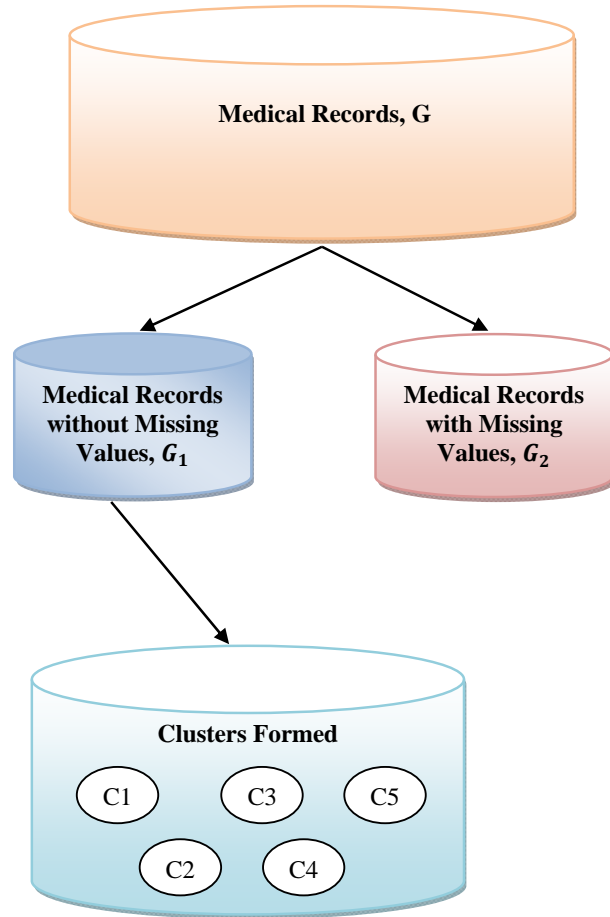 Medical Records, G
Medical Records
without Missing
Values, G₁
Medical Records
with Missing
Values, G₂
Clusters Formed
C1
C3
C5
C2
C4